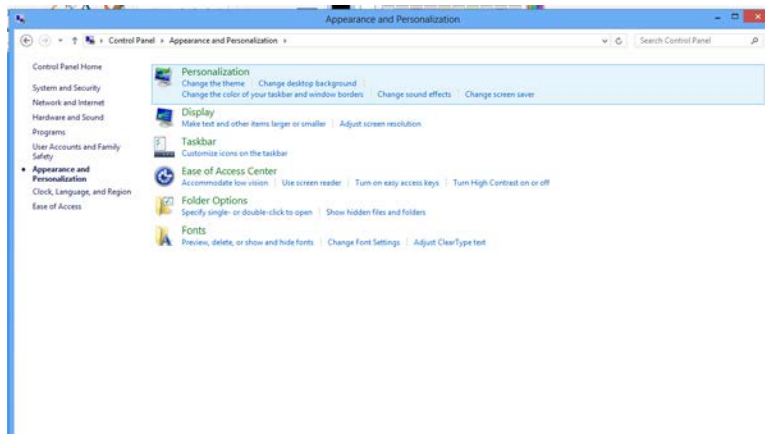 Appearance and Personalization
Control Panel Appearance and Personalization
Search Control Panel
Control Panel Home
System and Security
Network and Internet
Hardware and Sound
Programs
User Accounts and Family
Safety
Appearance and
Personalization
Clock, Language, and Region
Ease of Access
Personalization
Change the theme Change desktop background
Change the color of your taskbar and window borders Change sound effects Change screen saver
Display
Make text and other items larger or smaller Adjust screen resolution
Taskbar
Customize icons on the taskbar
Ease of Access Center
Accommodate low vision Use screen reader Turn on easy access keys Turn High Contrast on or off
Folder Options
Specify single- or double-click to open Show hidden files and folders
Fonts
Preview, delete, or show and hide fonts Change Font Settings Adjust ClearType text